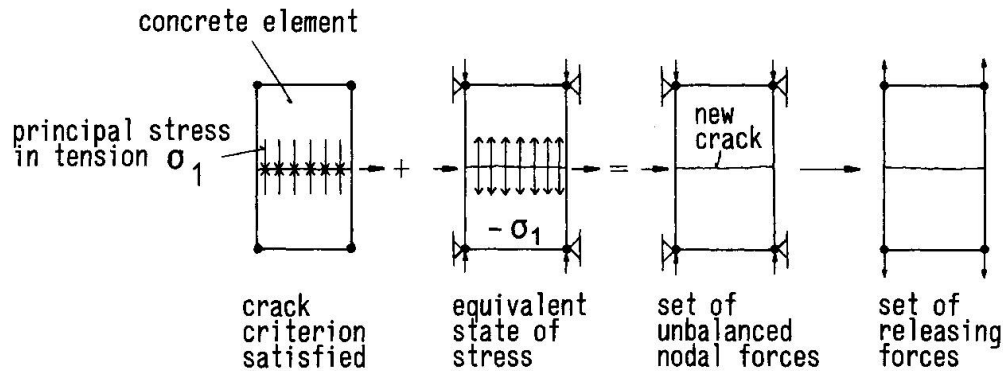 concrete element
principal stress
in tension σ1
+
- σ1
=
new
crack
crack
criterion
satisfied
equivalent
state of
stress
set of
unbalanced
nodal forces
set of
releasing
forces